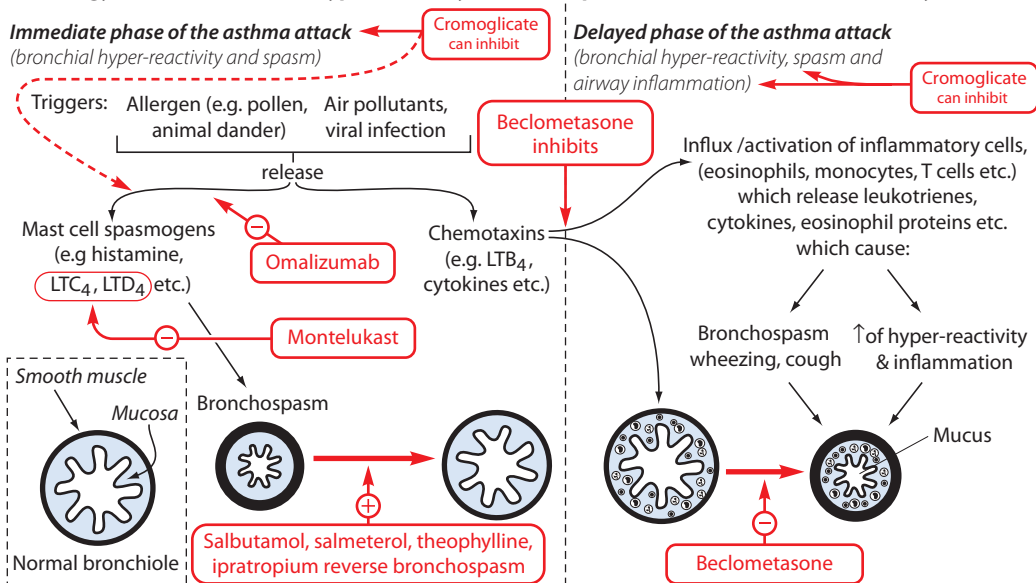 Immediate phase of the asthma attack
(bronchial hyper-reactivity and spasm)
Cromoglicate
can inhibit
Triggers:
Allergen (e.g. pollen,
animal dander)
Air pollutants,
viral infection
release
Mast cell spasmogens
(e.g histamine,
LTC4, LTD4 etc.)
−
Omalizumab
−
Montelukast
Chemotaxins
(e.g. LTB4,
cytokines etc.)
Beclometasone
inhibits
Smooth muscle
Mucosa
Normal bronchiole
Bronchospasm
+
Salbutamol, salmeterol, theophylline,
ipratropium reverse bronchospasm
Delayed phase of the asthma attack
(bronchial hyper-reactivity, spasm and
airway inflammation)
Cromoglicate
can inhibit
Influx /activation of inflammatory cells,
(eosinophils, monocytes, T cells etc.)
which release leukotrienes,
cytokines, eosinophil proteins etc.
which cause:
Bronchospasm
wheezing, cough
↑of hyper-reactivity
& inflammation
Mucus
−
Beclometasone